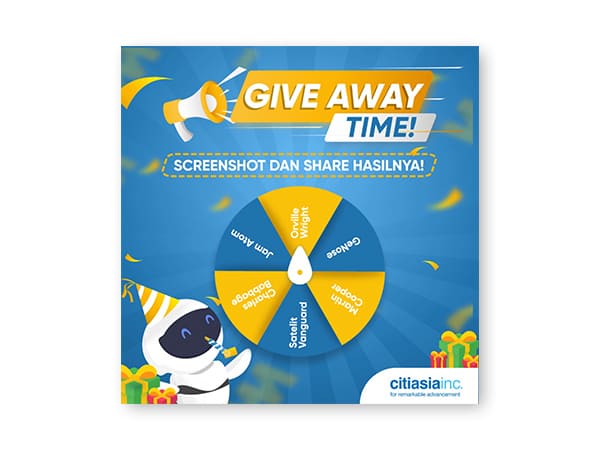 GIVE AWAY
TIME!
SCREENSHOT DAN SHARE HASILNYA!
Orville
Wright
GeNose
Martin
Cooper
Satelit
Vanguard
Charles
Babbage
Jam Atom
citiasiainc.
for remarkable advancement